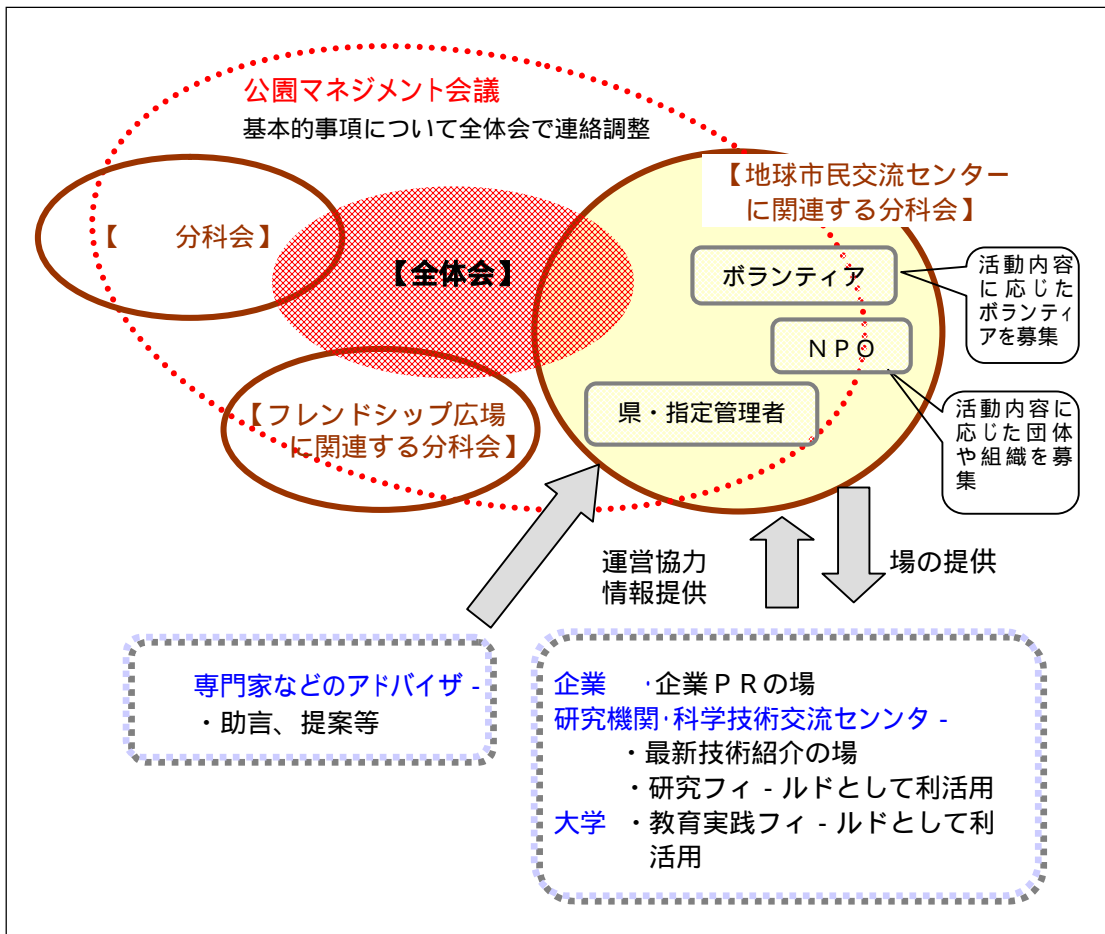 公園マネジメント会議
基本的事項について全体会で連絡調整
【地球市民交流センター
に関連する分科会】
【　　分科会】
【全体会】
ボランティア
活動内容
に応じた
ボランティ
アを募集
ＮＰＯ
県・指定管理者
活動内容に
応じた団体
や組織を募
集
【フレンドシップ広場
に関連する分科会】
運営協力
情報提供
場の提供
専門家などのアドバイザ-
・助言、提案等
企業　・企業ＰＲの場
研究機関・科学技術交流センンタ-
・最新技術紹介の場
・研究フィ-ルドとして利活用
大学　・教育実践フィ-ルドとして利
活用